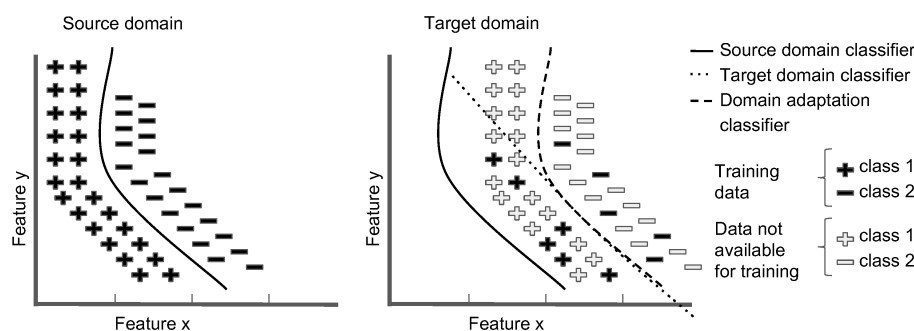 Source domain
Feature y
Feature x
Target domain
Feature y
Feature x
Source domain classifier
Target domain classifier
Domain adaptation
classifier
Training
data
class 1
class 2
Data not
available
for training
class 1
class 2